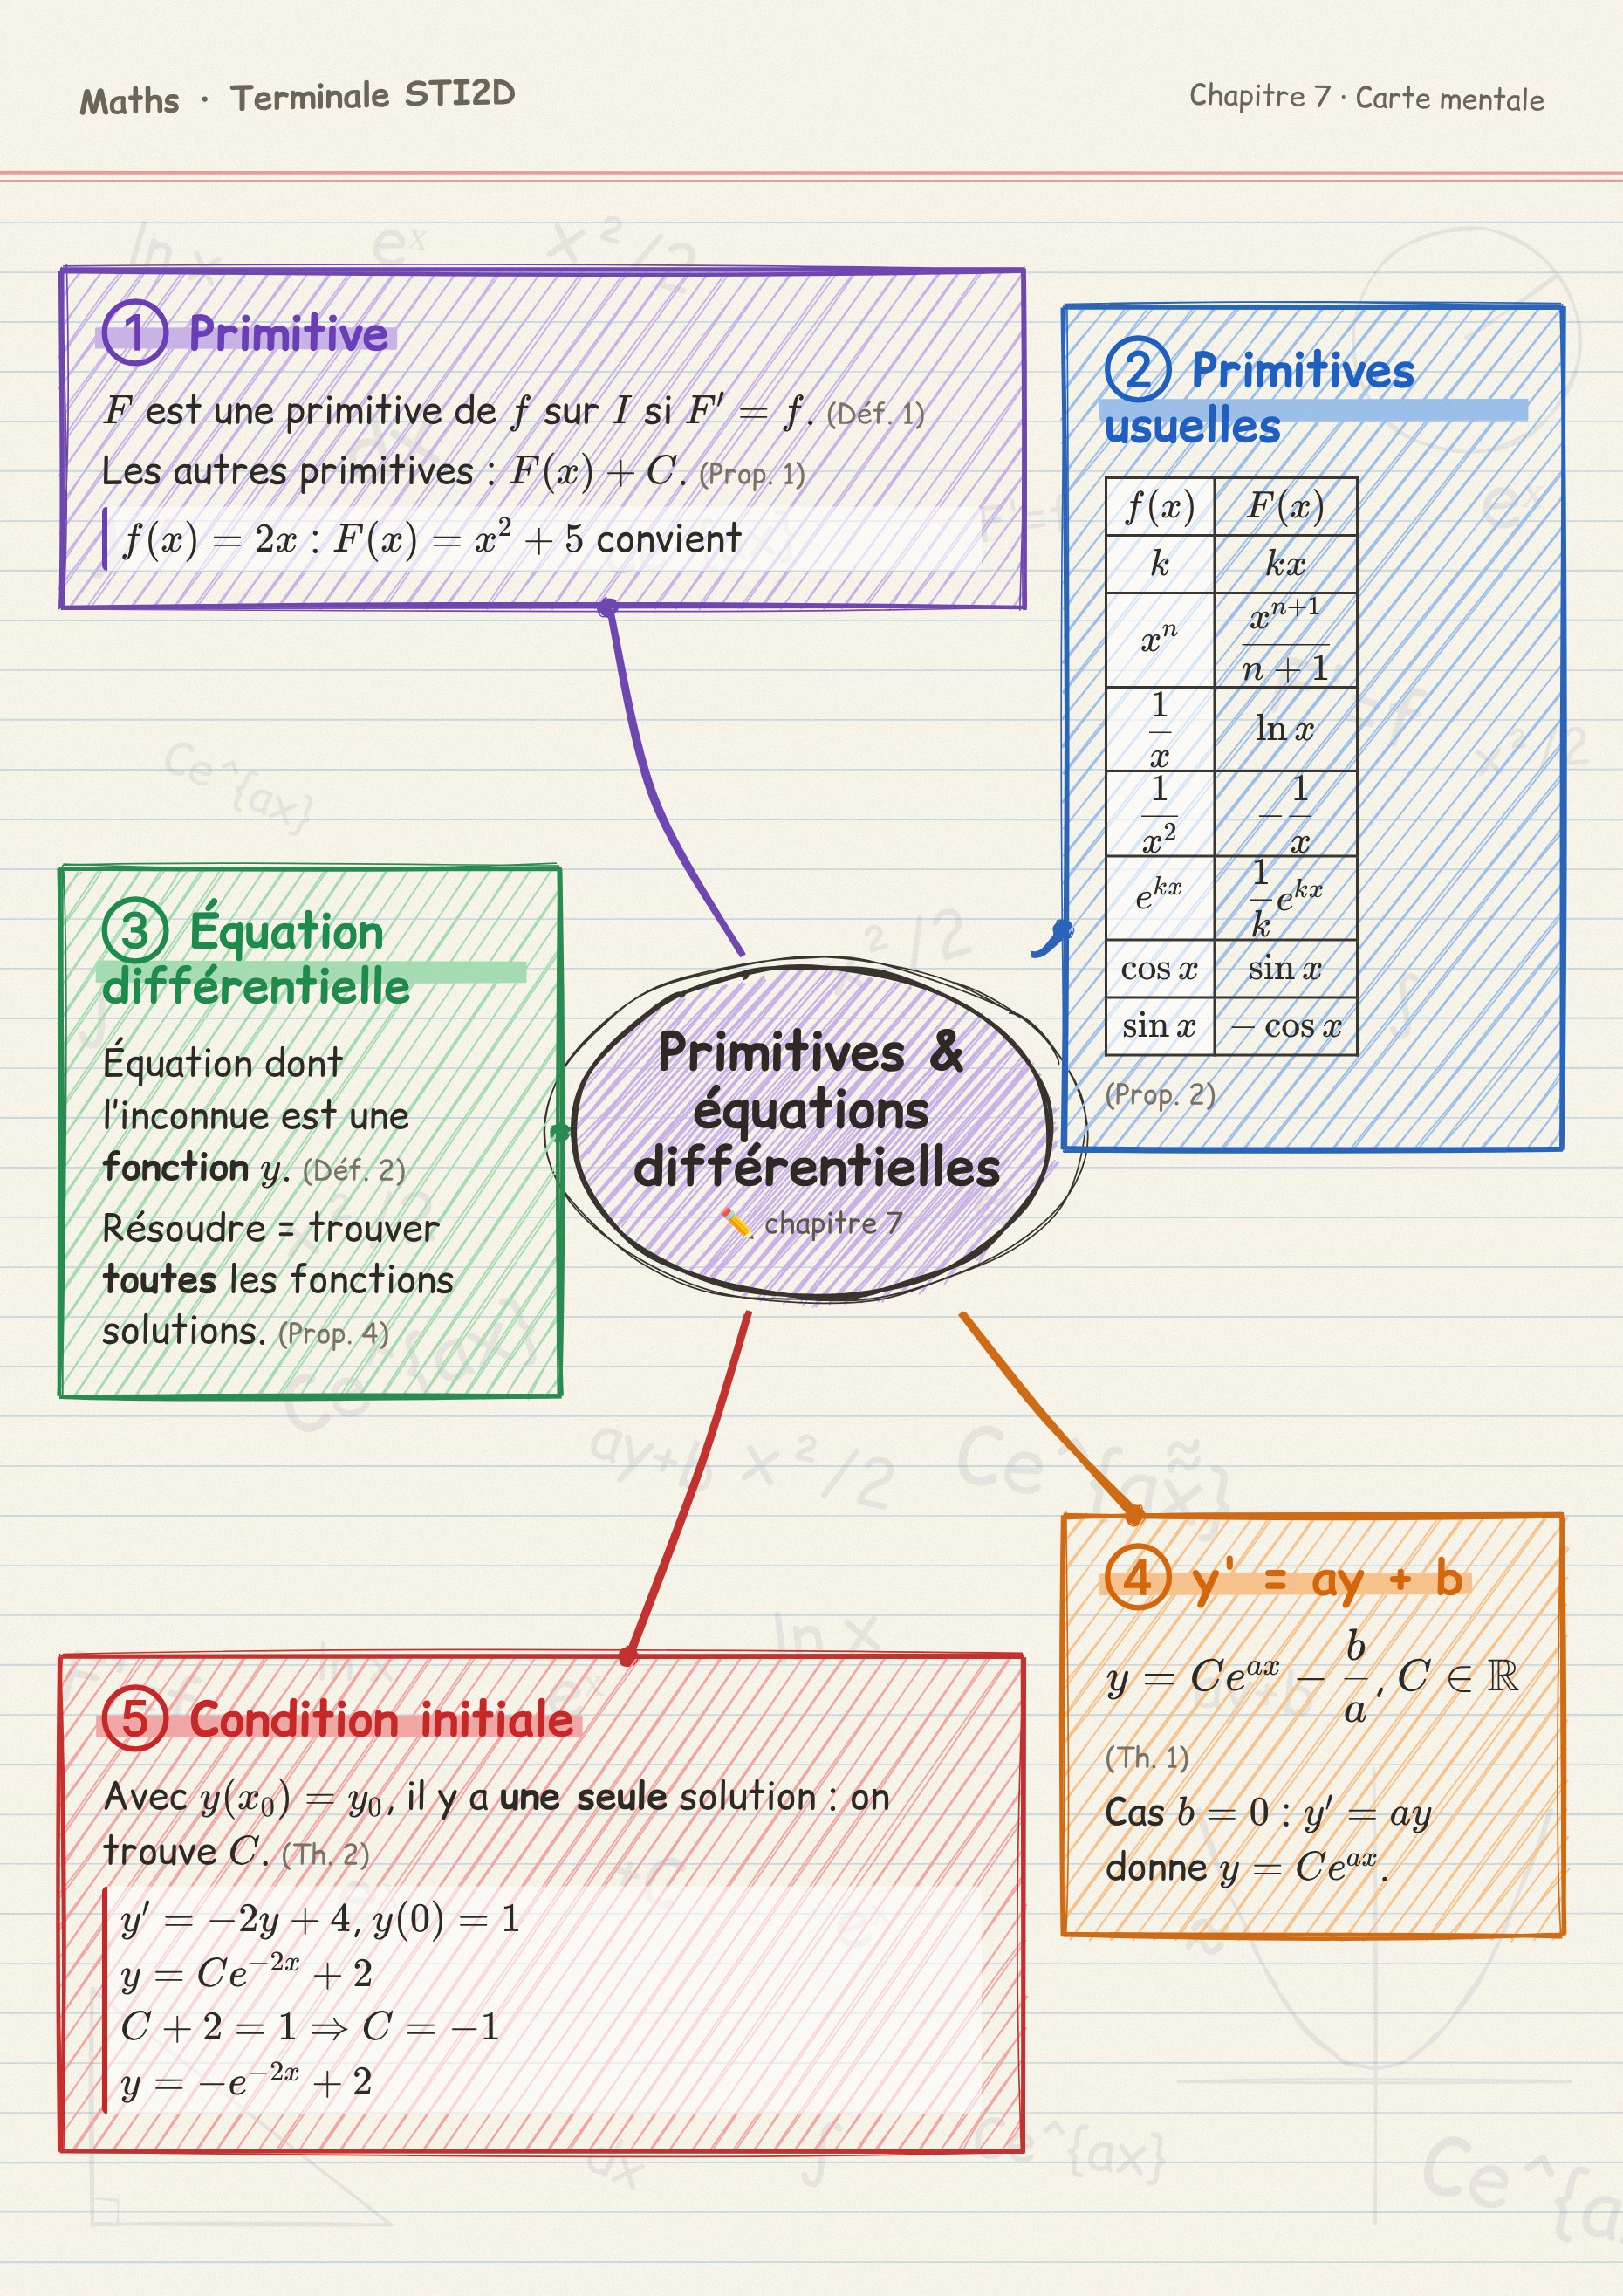 Maths · Terminale STI2D
Chapitre 7 · Carte mentale
① Primitive
F est une primitive de f sur I si F′ = f. (Déf. 1)
Les autres primitives : F(x) + C. (Prop. 1)
f(x) = 2x : F(x) = x² + 5 convient
② Primitives
usuelles
f(x) F(x)
k kx
xⁿ xⁿ⁺¹/(n + 1)
1/x ln x
1/x² −1/x
e^{kx} (1/k)e^{kx}
cos x sin x
sin x − cos x
(Prop. 2)
③ Équation
différentielle
Équation dont
l'inconnue est une
fonction y. (Déf. 2)
Résoudre = trouver
toutes les fonctions
solutions. (Prop. 4)
Primitives &
équations
différentielles
✏️ chapitre 7
④ y' = ay + b
y = Ce^{ax} − b/a, C ∈ ℝ
(Th. 1)
Cas b = 0 : y′ = ay
donne y = Ce^{ax}.
⑤ Condition initiale
Avec y(x₀) = y₀, il y a une seule solution : on
trouve C. (Th. 2)
y′ = −2y + 4, y(0) = 1
y = Ce^{−2x} + 2
C + 2 = 1 ⇒ C = −1
y = −e^{−2x} + 2